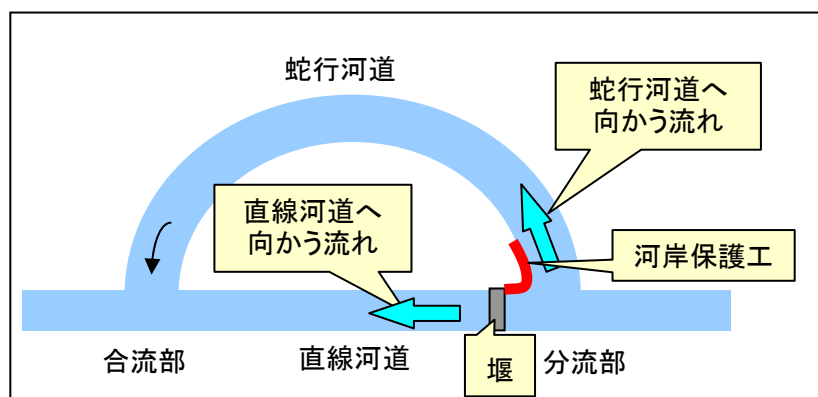 蛇行河道
蛇行河道へ
向かう流れ
直線河道へ
向かう流れ
河岸保護工
合流部
直線河道
堰
分流部